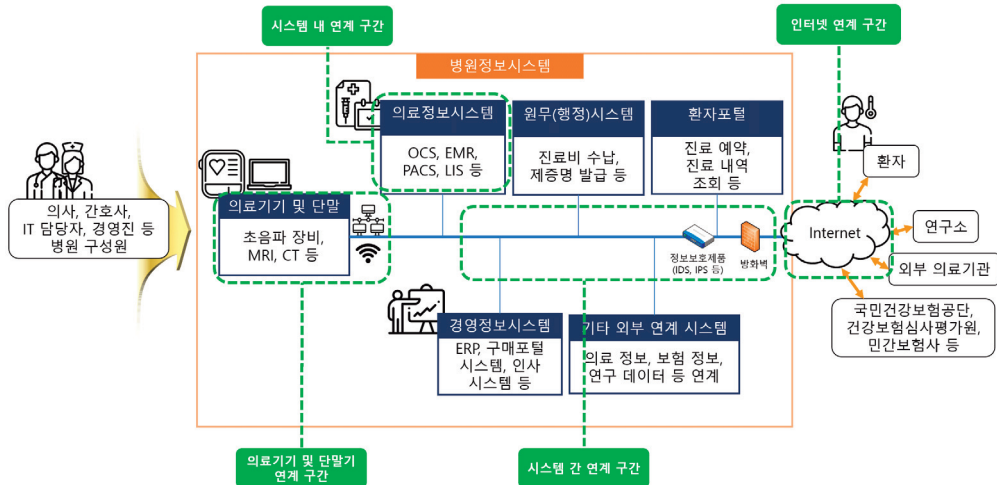 시스템 내 연계 구간
인터넷 연계 구간
병원정보시스템
의료정보시스템
OCS, EMR,
PACS, LIS 등
원무(행정)시스템
진료비 수납,
제증명 발급 등
환자포털
진료 예약,
진료 내역
조회 등
환자
의사, 간호사,
IT 담당자, 경영진 등
병원 구성원
의료기기 및 단말
초음파 장비,
MRI, CT 등
정보보호제품
(IDS, IPS 등)
방화벽
Internet
연구소
외부 의료기관
국민건강보험공단,
건강보험심사평가원,
민간보험사 등
경영정보시스템
ERP, 구매포털
시스템, 인사
시스템 등
기타 외부 연계 시스템
의료 정보, 보험 정보,
연구 데이터 등 연계
의료기기 및 단말기
연계 구간
시스템 간 연계 구간